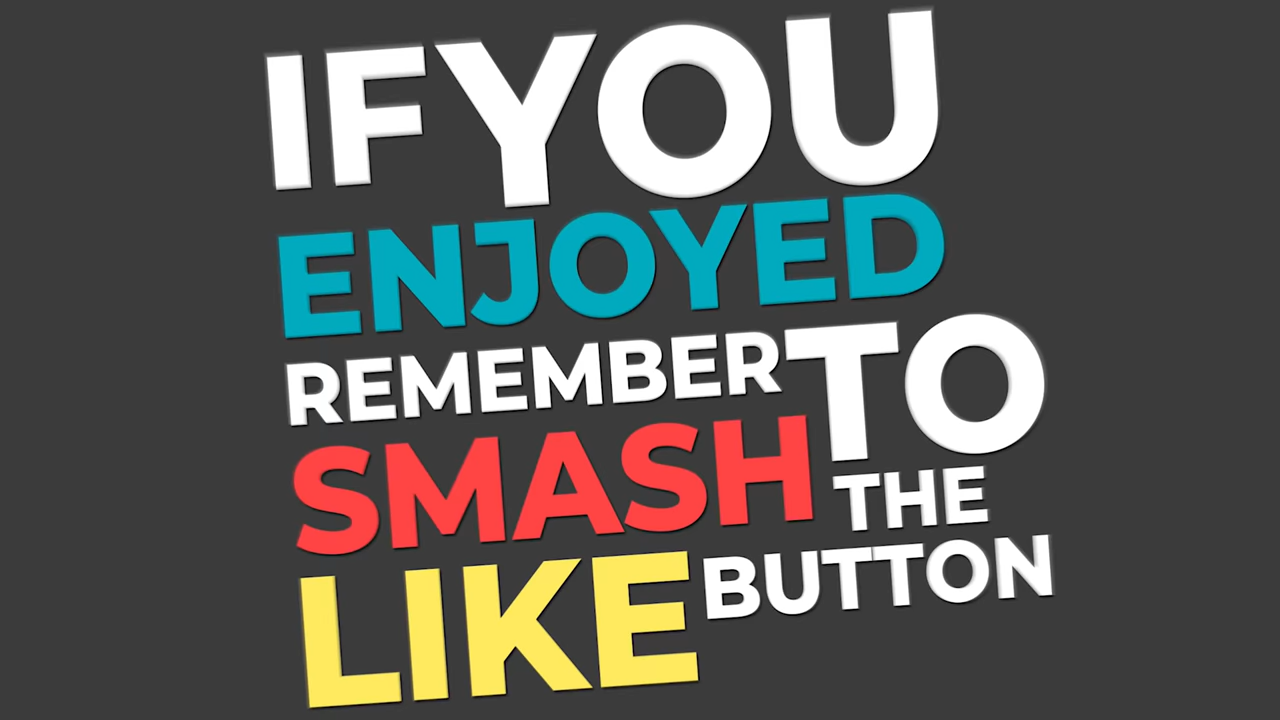 IF YOU
ENJOYED
REMEMBER TO
SMASH THE
LIKE BUTTON